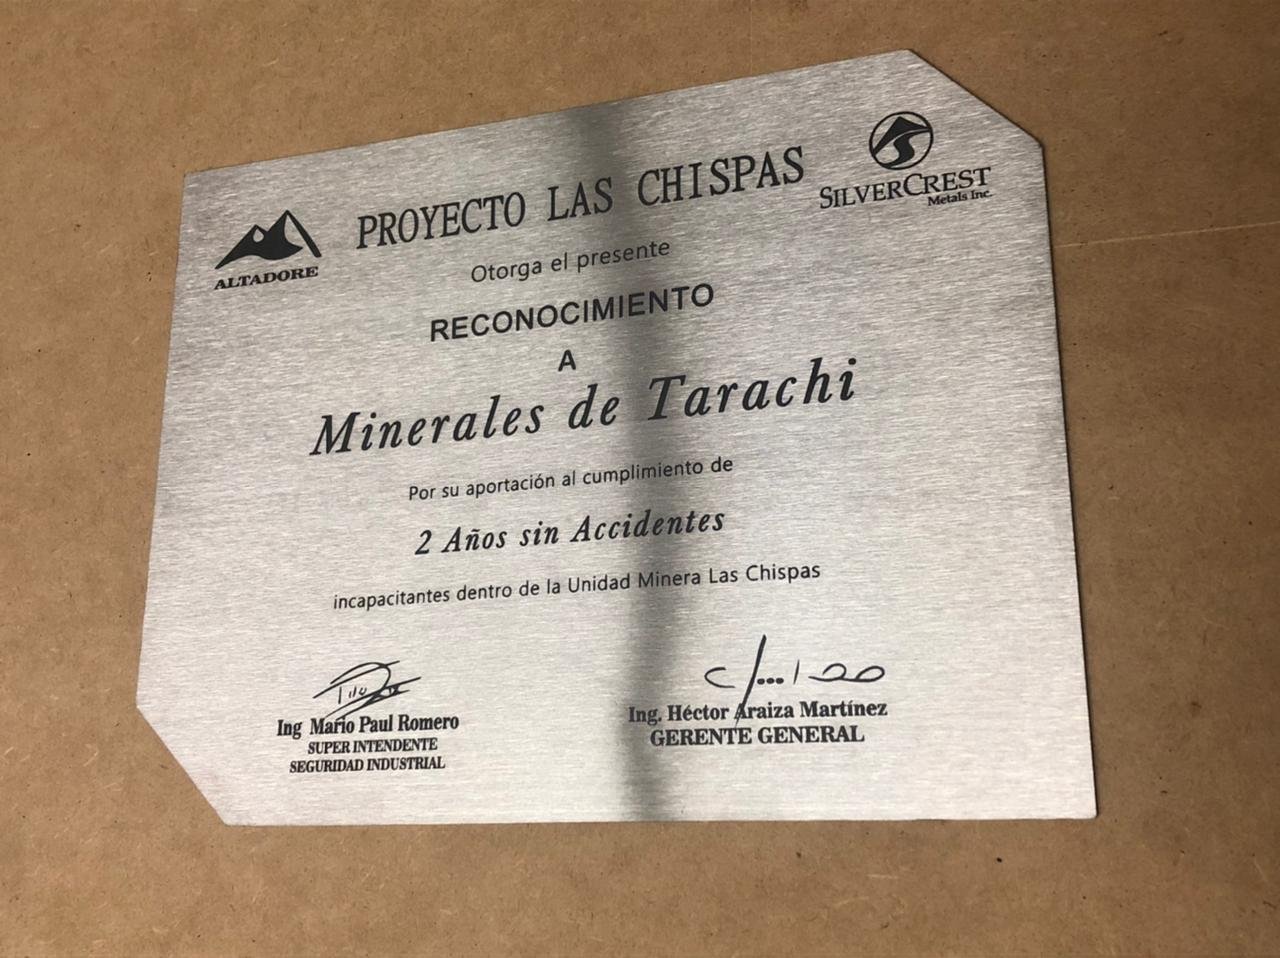 PROYECTO LAS CHISPAS
ALTADORE
SILVERCREST
Metals Inc.
Otorga el presente
RECONOCIMIENTO
A
Minerales de Tarachi
Por su aportación al cumplimiento de
2 Años sin Accidentes
incapacitantes dentro de la Unidad Minera Las Chispas
Ing Mario Paul Romero
SUPER INTENDENTE
SEGURIDAD INDUSTRIAL
Ing. Héctor Araiza Martínez
GERENTE GENERAL